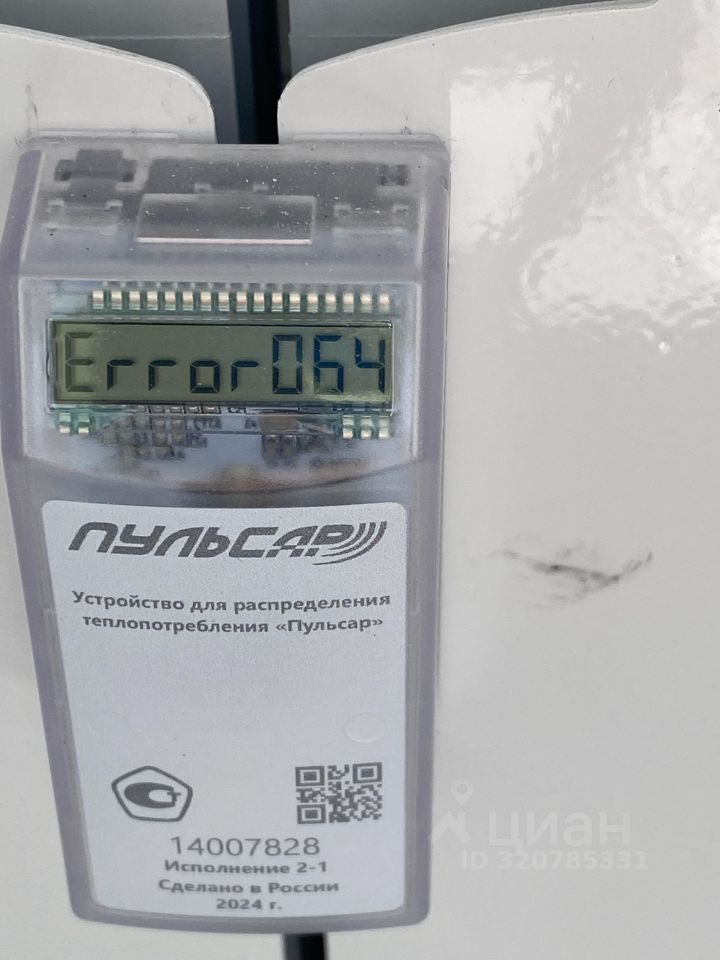 Error064
ПУЛЬСАР
Устройство для распределения
теплопотребления «Пульсар»
14007828
Исполнение 2-1
Сделано в России
2024 г.
циан
ID 320785331